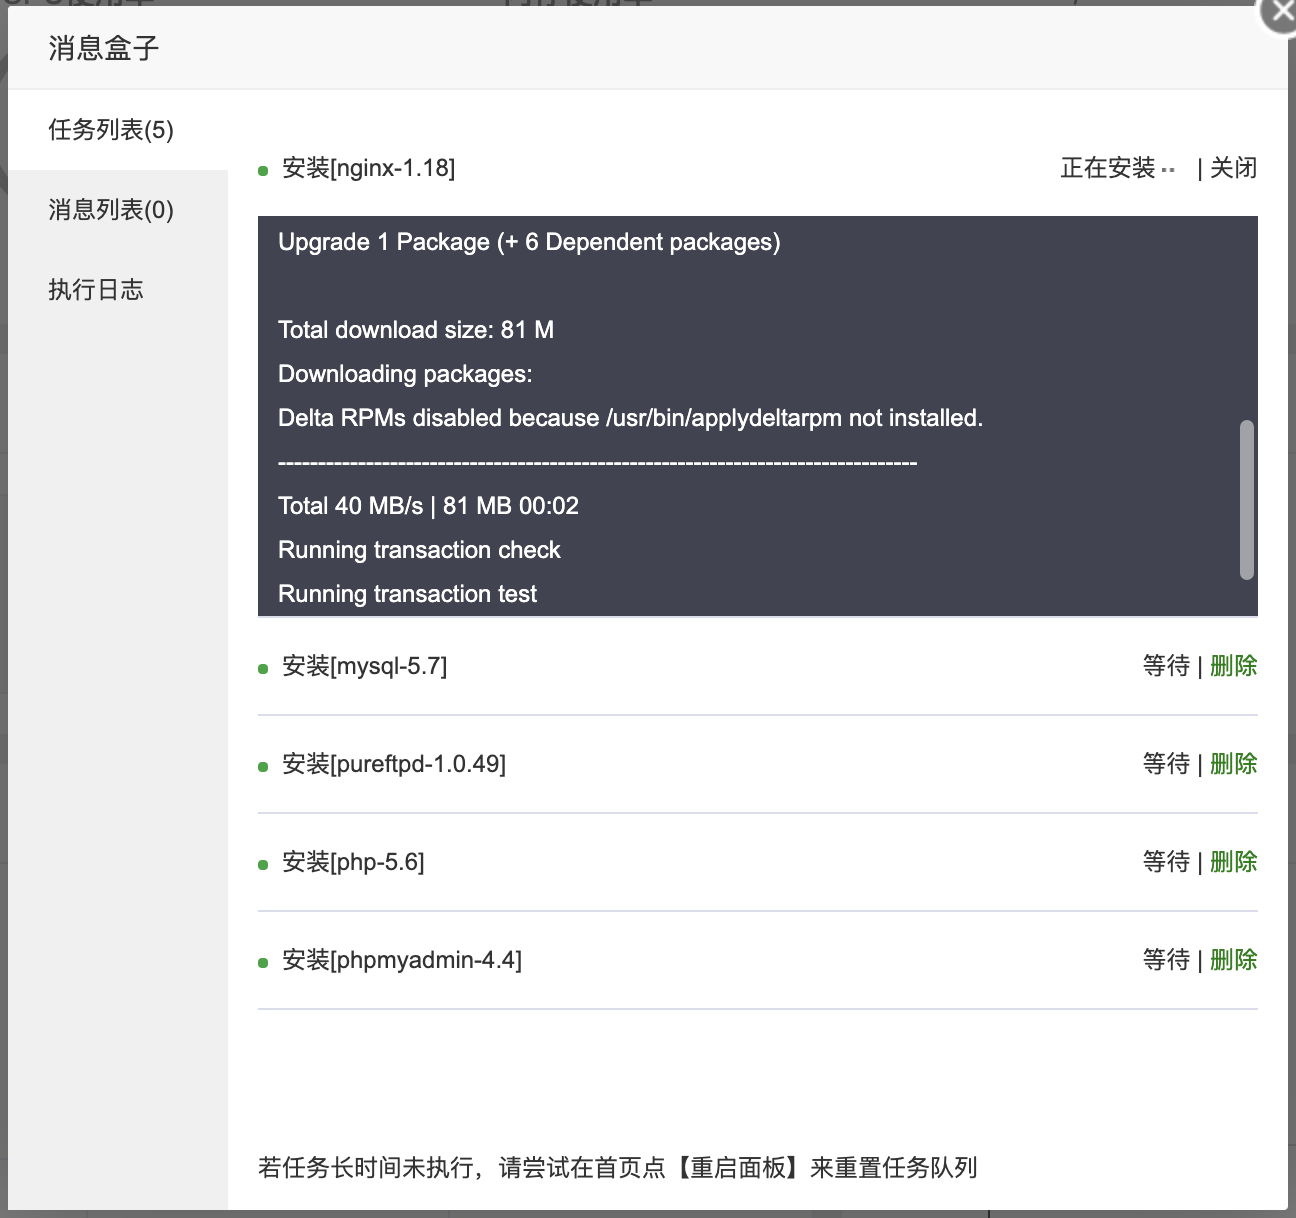 消息盒子
任务列表(5)
消息列表(0)
执行日志
安装[nginx-1.18]
正在安装 | 关闭
Upgrade 1 Package (+ 6 Dependent packages)
Total download size: 81 M
Downloading packages:
Delta RPMs disabled because /usr/bin/applydeltarpm not installed.
--------------------------------------------------------------------------------
Total 40 MB/s | 81 MB 00:02
Running transaction check
Running transaction test
安装[mysql-5.7]
等待 | 删除
安装[pureftpd-1.0.49]
等待 | 删除
安装[php-5.6]
等待 | 删除
安装[phpmyadmin-4.4]
等待 | 删除
若任务长时间未执行，请尝试在首页点【重启面板】来重置任务队列